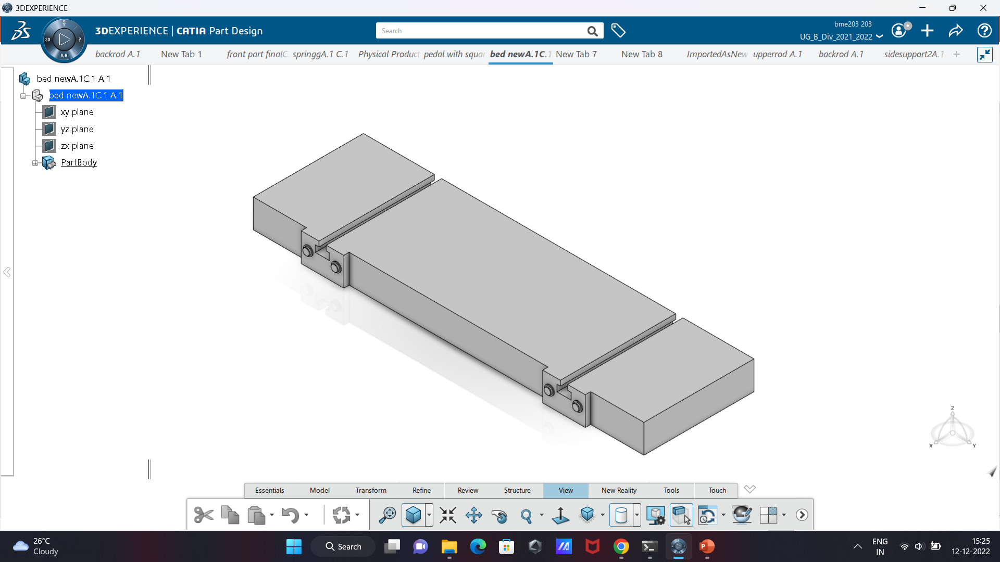 3DEXPERIENCE
3DEXPERIENCE | CATIA Part Design
Search
bme203 203
UG_B_Div_2021_2022
3D
V.R
backrod A.1
New Tab 1
front part finalC.
springgA.1 C.1
Physical Product
pedal with squar
bed newA.1C.1
New Tab 7
New Tab 8
ImportedAsNew
upperrod A.1
backrod A.1
sidesupport2A.1
bed newA.1C.1 A.1
bed newA.1C.1 A.1
xy plane
yz plane
zx plane
PartBody
Z
X
Y
Essentials
Model
Transform
Refine
Review
Structure
View
New Reality
Tools
Touch
26°C
Cloudy
Search
ENG
IN
15:25
12-12-2022